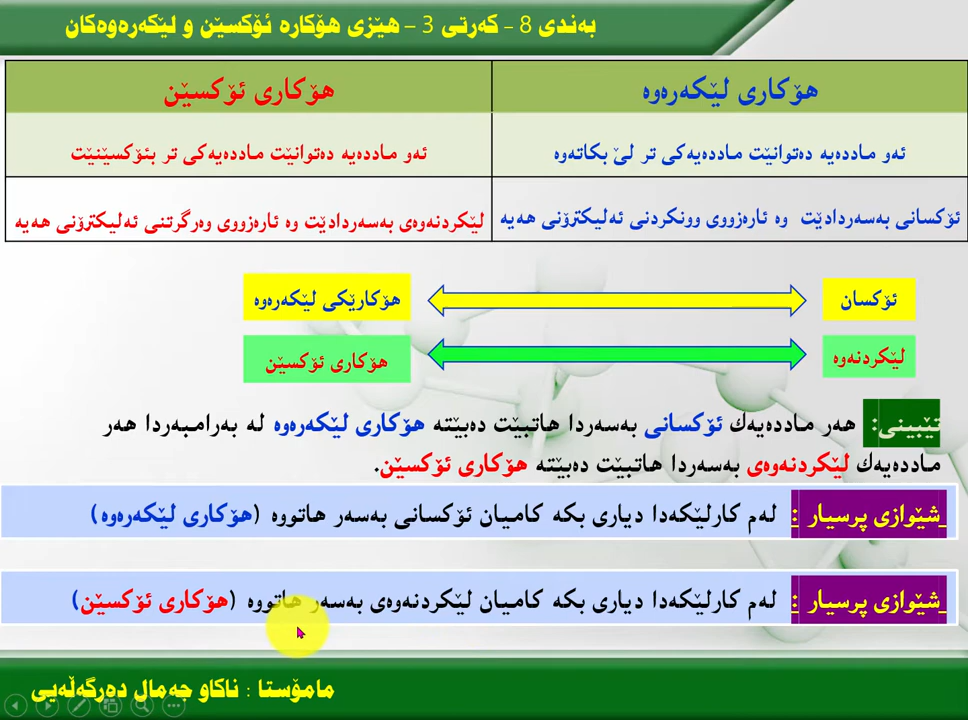 بەندی 8 - کەرتی 3 - هێزی هۆکارە ئۆکسێن و لێکەرەوەکان
هۆکاری لێکەرەوە
هۆکاری ئۆکسێن
ئەو ماددەیە دەتوانێت ماددەیەکی تر لێ بکاتەوە
ئەو ماددەیە دەتوانێت ماددەیەکی تر بئۆکسێنێت
ئۆکسانی بەسەردادێت وە ئارەزووی وونکردنی ئەلیکترۆنی هەیە
لێکردنەوەی بەسەردادێت وە ئارەزووی وەرگرتنی ئەلیکترۆنی هەیە
ئۆکسان
هۆکارێکی لێکەرەوە
لێکردنەوە
هۆکاری ئۆکسێن
تێبینی: هەر ماددەیەك ئۆکسانی بەسەردا هاتبێت دەبێتە هۆکاری لێکەرەوە لە بەرامبەردا هەر
ماددەیەك لێکردنەوەی بەسەردا هاتبێت دەبێتە هۆکاری ئۆکسێن.
شێوازی پرسیار : لەم کارلێکەدا دیاری بکە کامیان ئۆکسانی بەسەر هاتووە (هۆکاری لێکەرەوە)
شێوازی پرسیار : لەم کارلێکەدا دیاری بکە کامیان لێکردنەوەی بەسەر هاتووە (هۆکاری ئۆکسێن)
مامۆستا : ناکاو جەمال دەرگەڵەیی